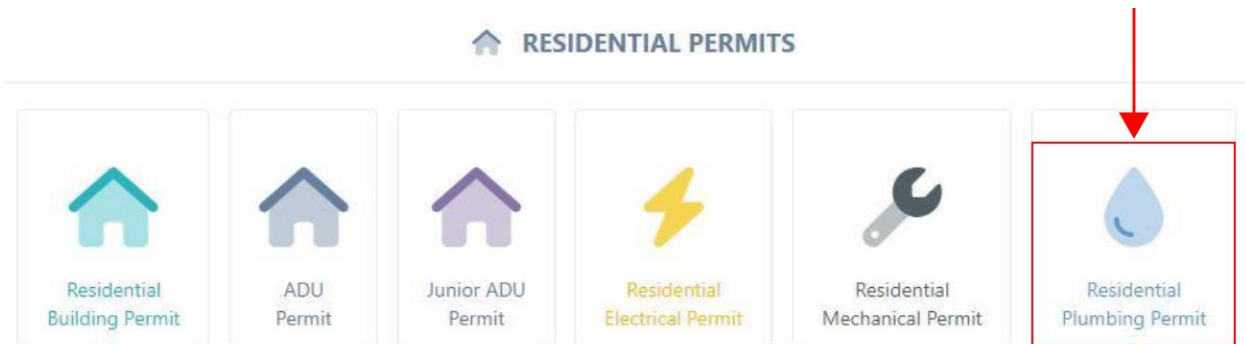 RESIDENTIAL PERMITS
Residential
Building Permit
ADU
Permit
Junior ADU
Permit
Residential
Electrical Permit
Residential
Mechanical Permit
Residential
Plumbing Permit